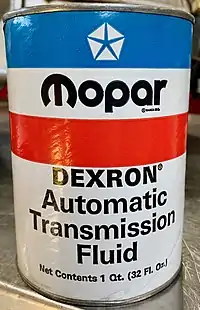 mopar
DEXRON®
Automatic
Transmission
Fluid
Net Contents 1 Qt. (32 Fl. Oz.)